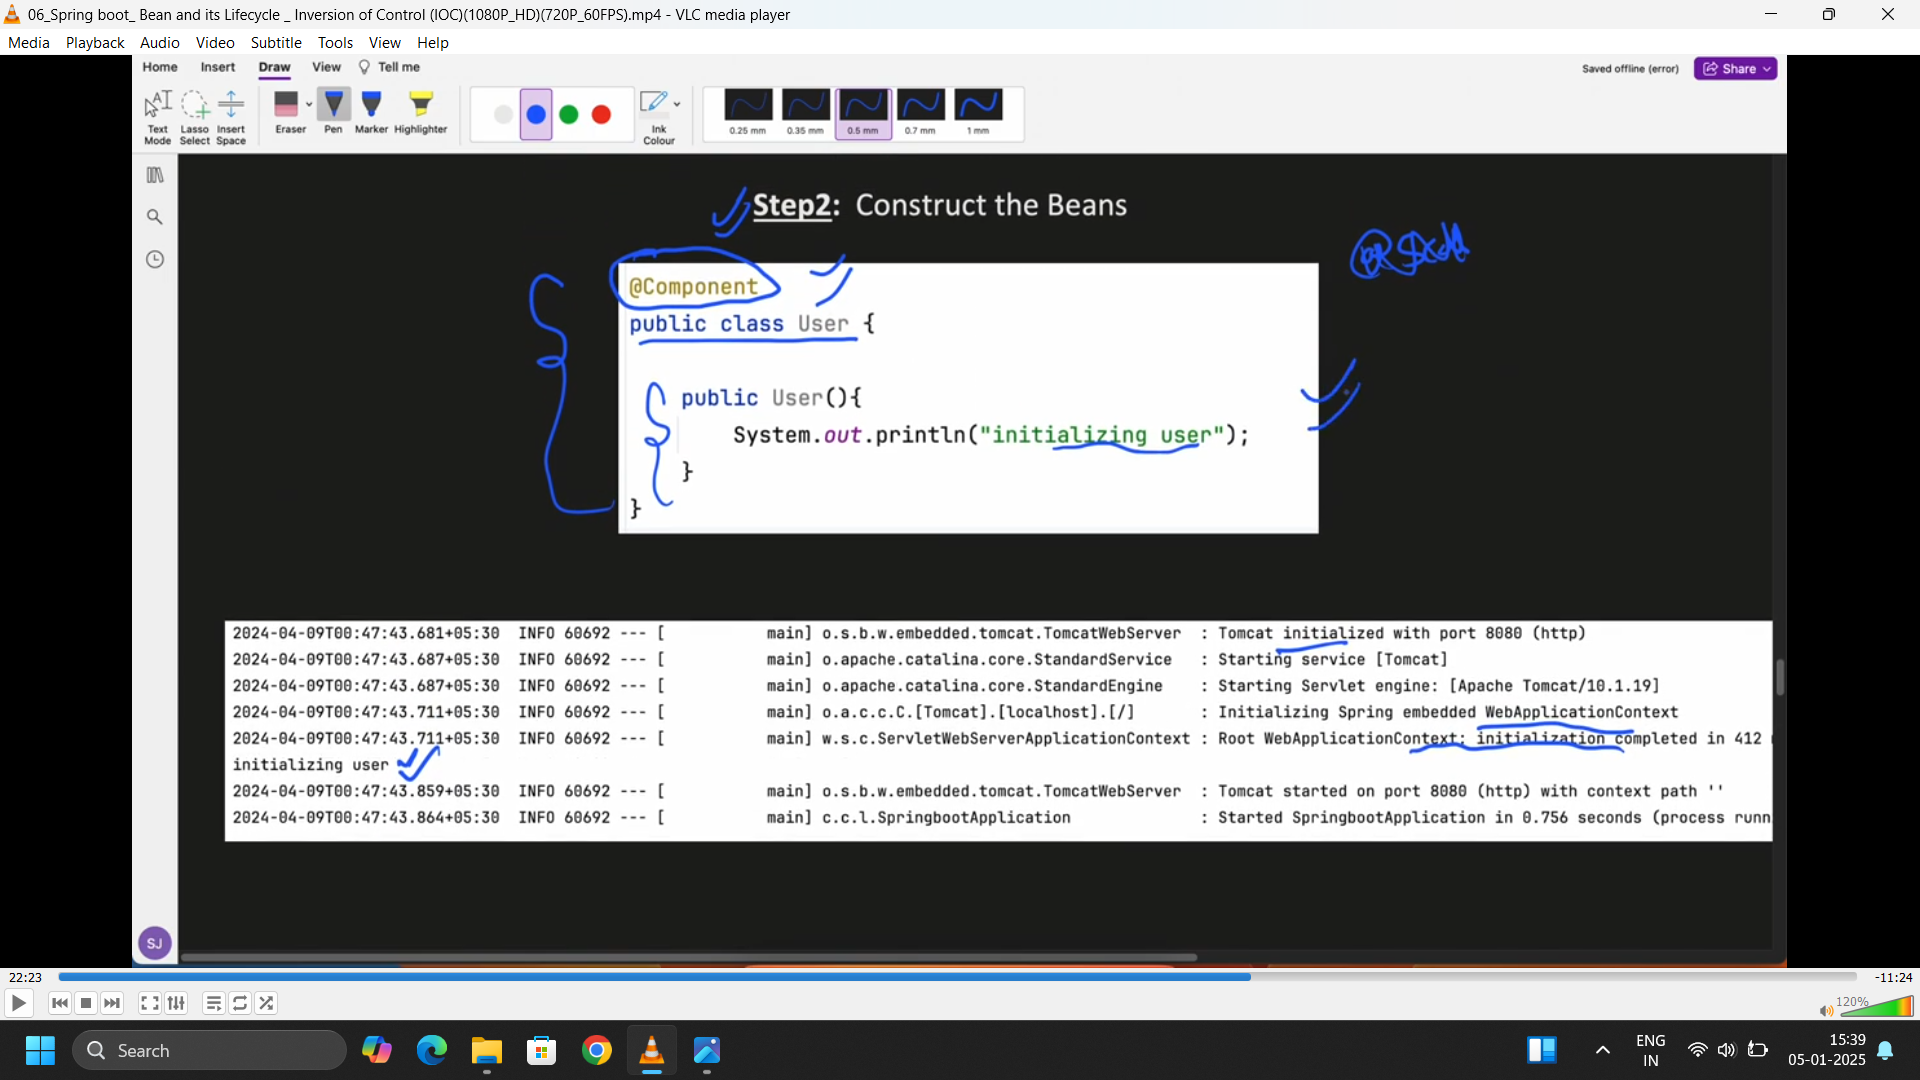 06_Spring boot_ Bean and its Lifecycle _ Inversion of Control (IOC)(1080P_HD)(720P_60FPS).mp4 - VLC media player
Media Playback Audio Video Subtitle Tools View Help
Home Insert Draw View Tell me
Saved offline (error) Share
Text Mode
Lasso Select
Insert Space
Eraser
Pen
Marker
Highlighter
Ink Colour
0.25 mm
0.35 mm
0.5 mm
0.7 mm
1 mm
Step2: Construct the Beans
@Component
public class User {
public User(){
System.out.println("initializing user");
}
}
2024-04-09T00:47:43.681+05:30 INFO 60692 --- [ main] o.s.b.w.embedded.tomcat.TomcatWebServer : Tomcat initialized with port 8080 (http)
2024-04-09T00:47:43.687+05:30 INFO 60692 --- [ main] o.apache.catalina.core.StandardService : Starting service [Tomcat]
2024-04-09T00:47:43.687+05:30 INFO 60692 --- [ main] o.apache.catalina.core.StandardEngine : Starting Servlet engine: [Apache Tomcat/10.1.19]
2024-04-09T00:47:43.711+05:30 INFO 60692 --- [ main] o.a.c.c.C.[Tomcat].[localhost].[/] : Initializing Spring embedded WebApplicationContext
2024-04-09T00:47:43.711+05:30 INFO 60692 --- [ main] w.s.c.ServletWebServerApplicationContext : Root WebApplicationContext: initialization completed in 412
initializing user
2024-04-09T00:47:43.859+05:30 INFO 60692 --- [ main] o.s.b.w.embedded.tomcat.TomcatWebServer : Tomcat started on port 8080 (http) with context path ''
2024-04-09T00:47:43.864+05:30 INFO 60692 --- [ main] c.c.l.SpringbootApplication : Started SpringbootApplication in 0.756 seconds (process runn
SJ
22:23
-11:24
120%
Search
ENG
IN
15:39
05-01-2025